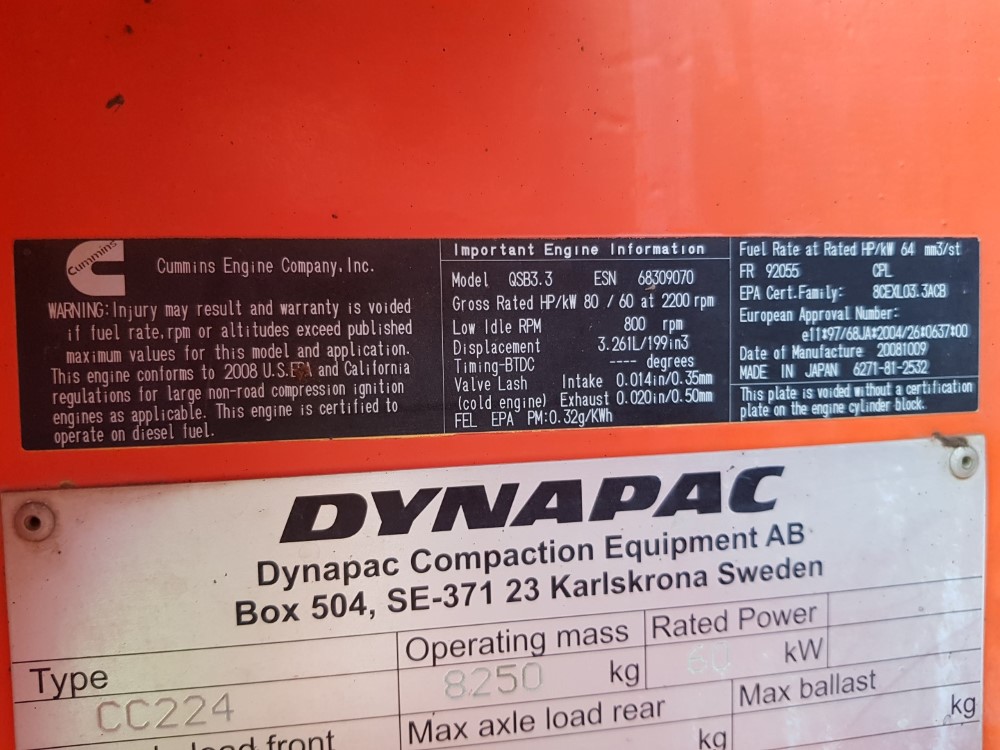 Cummins
Cummins Engine Company, Inc.
WARNING: Injury may result and warranty is voided
if fuel rate, rpm or altitudes exceed published
maximum values for this model and application.
This engine conforms to 2008 U.S.EPA and California
regulations for large non-road compression ignition
engines as applicable. This engine is certified to
operate on diesel fuel.
Important Engine Information
Model QSB3.3 ESN 68309070
Gross Rated HP/kW 80 / 60 at 2200 rpm
Low Idle RPM 800 rpm
Displacement 3.261L/199in3
Timing-BTDC ---- degrees
Valve Lash Intake 0.014in/0.35mm
(cold engine) Exhaust 0.020in/0.50mm
FEL EPA PM:0.32g/KWh
Fuel Rate at Rated HP/kW 64 mm3/st
FR 92055 CPL
EPA Cert.Family: 8CEXL03.3ACB
European Approval Number:
e11*97/68JA*2004/26*0637*00
Date of Manufacture 20081009
MADE IN JAPAN 6271-81-2532
This plate is voided without a certification
plate on the engine cylinder block.
DYNAPAC
Dynapac Compaction Equipment AB
Box 504, SE-371 23 Karlskrona Sweden
Type
CC224
Operating mass
8250 kg
Rated Power
60 kW
load front
Max axle load rear
kg
Max ballast
kg